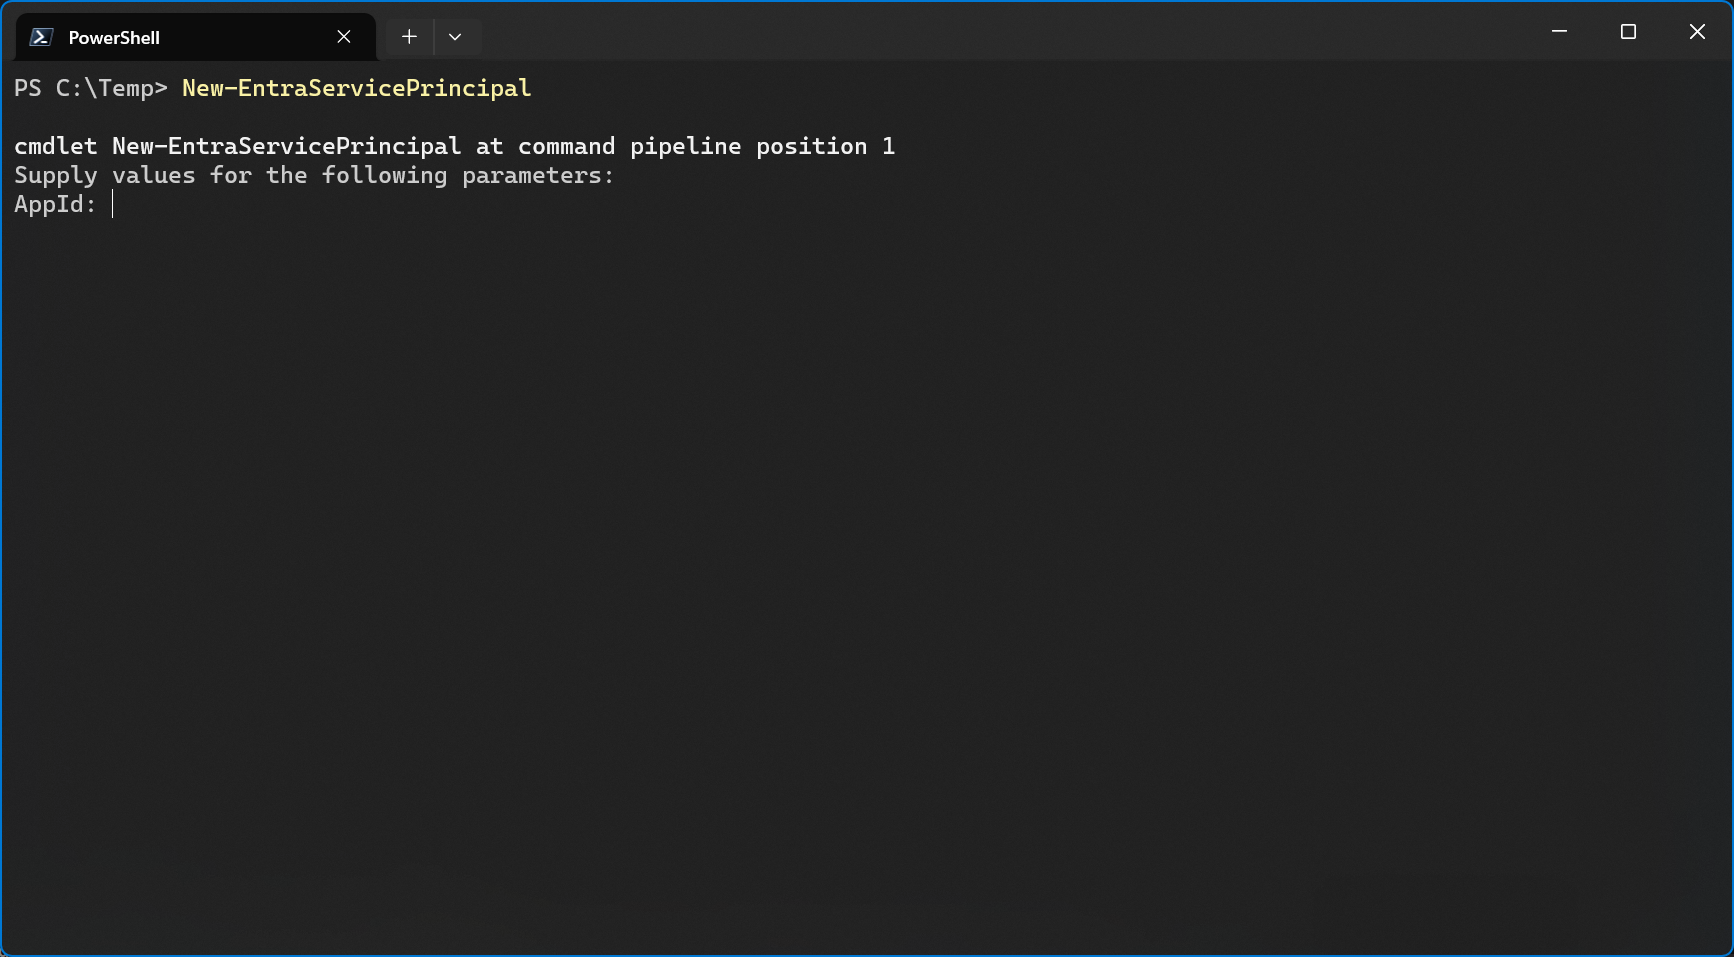 PowerShell
PS C:\Temp> New-EntraServicePrincipal
cmdlet New-EntraServicePrincipal at command pipeline position 1
Supply values for the following parameters:
AppId: